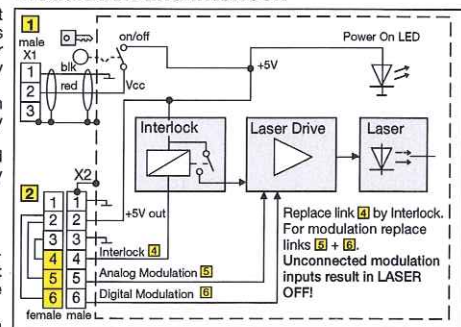 1
male
X1
1
2
3
blk
red
on/off
Vcc
+5V
Power On LED
Interlock
Laser Drive
Laser
2
X2
1 1
2 2
3 3
4 4
5 5
6 6
female male
+5V out
Interlock 4
Analog Modulation 5
Digital Modulation 6
Replace link 4 by Interlock.
For modulation replace
links 5 + 6.
Unconnected modulation
inputs result in LASER
OFF!